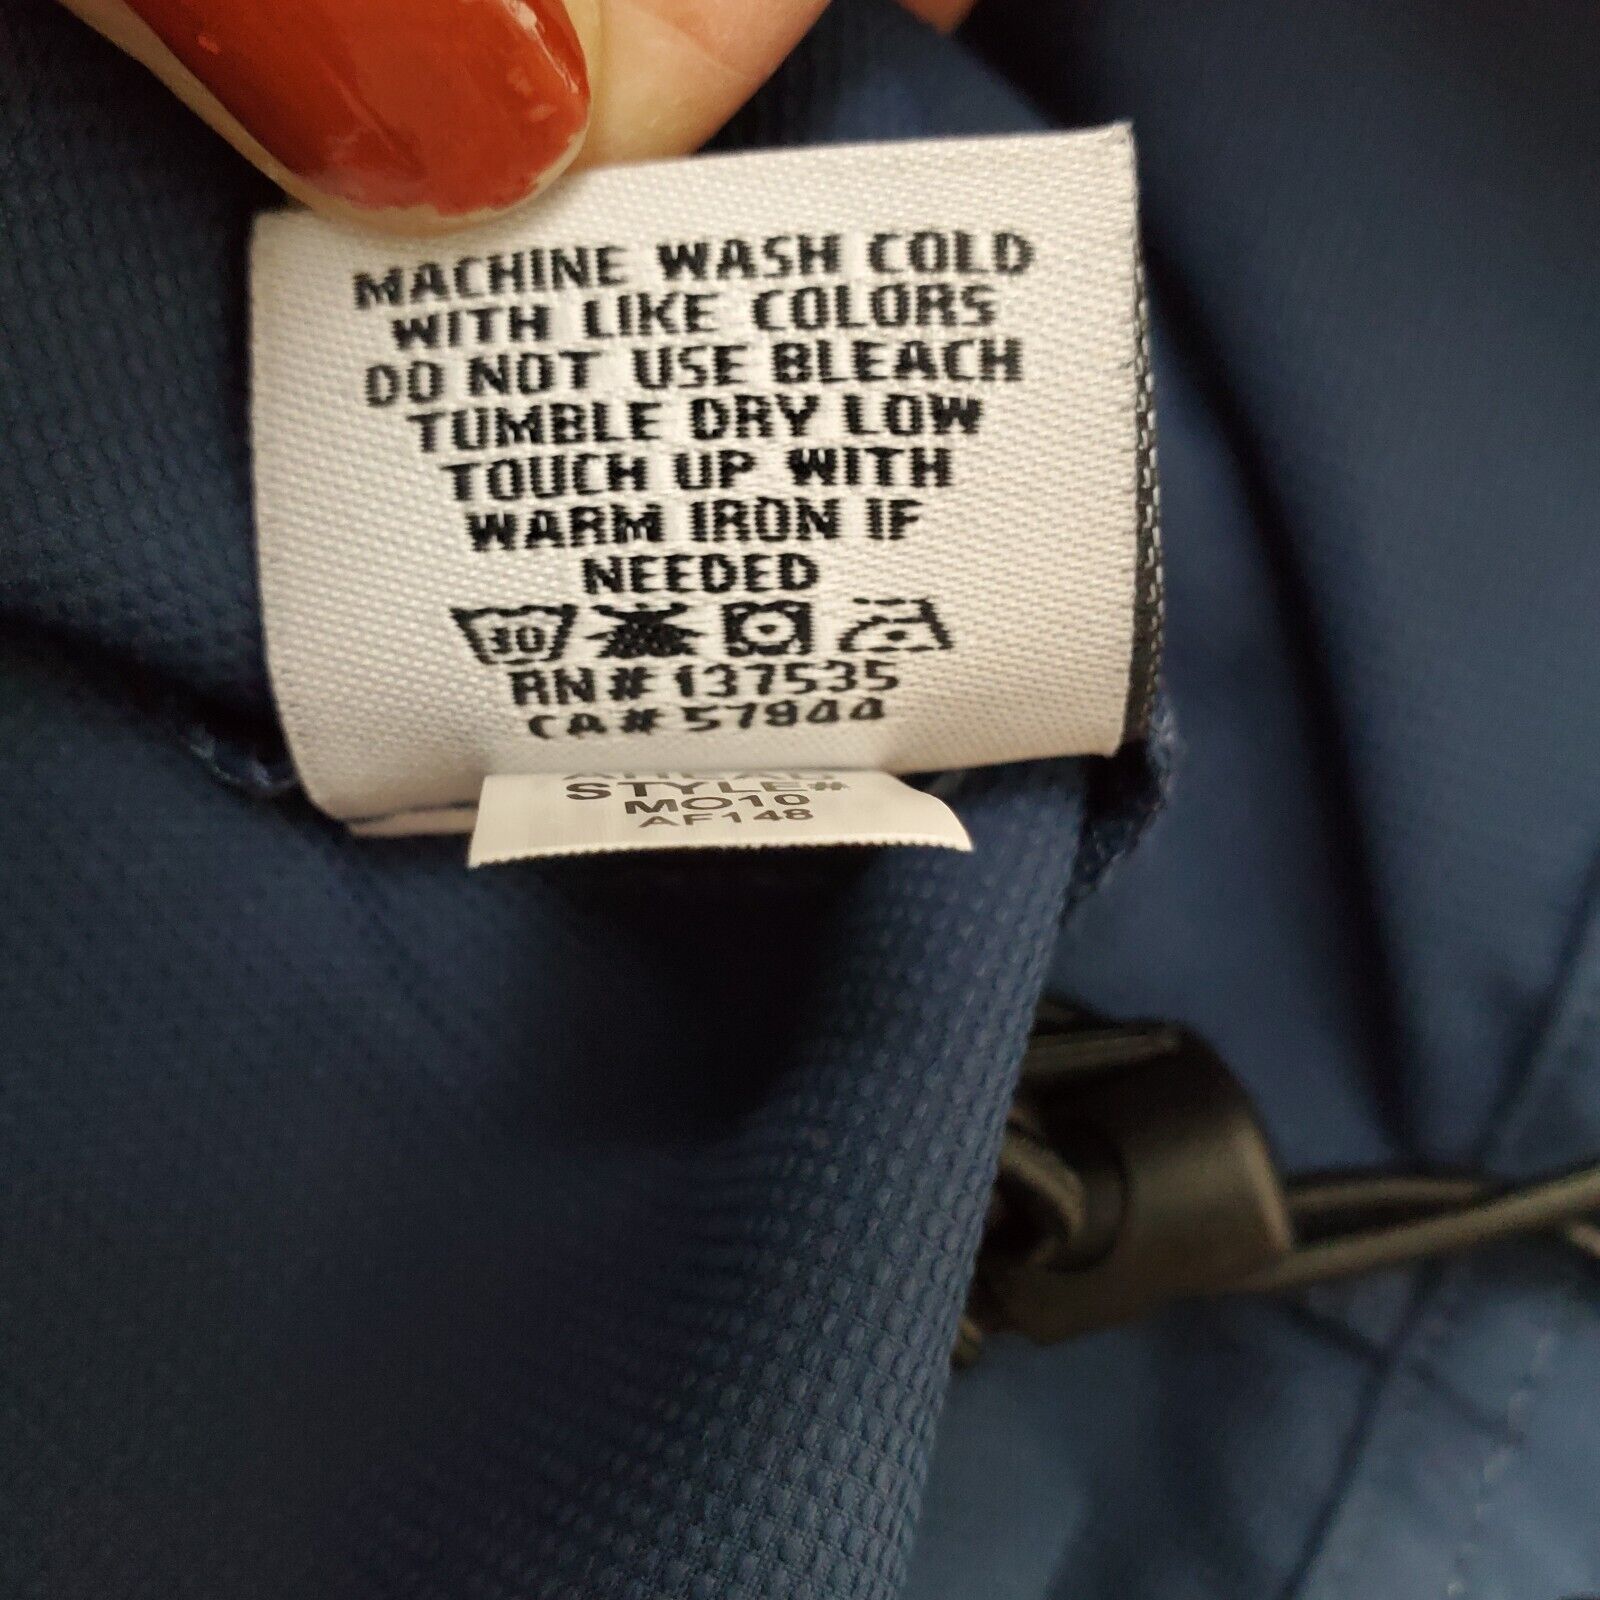 MACHINE WASH COLD
WITH LIKE COLORS
DO NOT USE BLEACH
TUMBLE DRY LOW
TOUCH UP WITH
WARM IRON IF
NEEDED
30
RN# 137535
CA# 57944
STYLE#
MO10
AF148